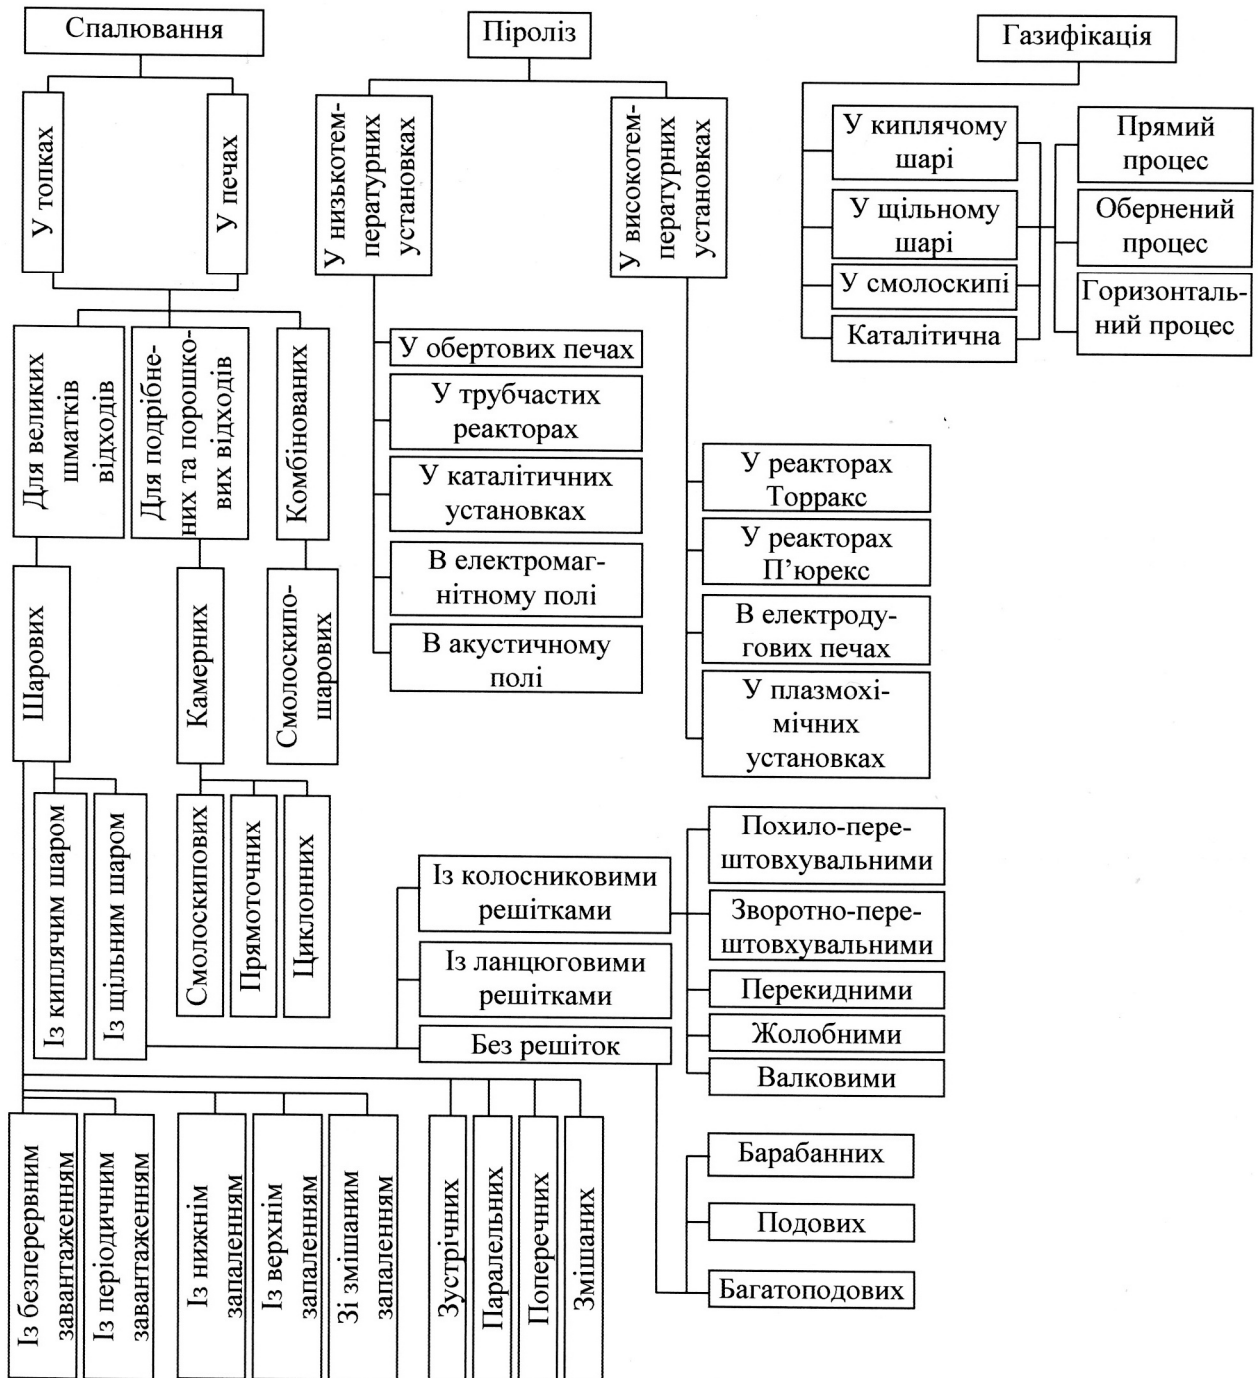 Спалювання
Піроліз
Газифікація
У топках
У печах
У низькотем-
пературних
установках
У високотем-
пературних
установках
У киплячому
шарі
У щільному
шарі
У смолоскипі
Каталітична
Прямий
процес
Обернений
процес
Горизонталь-
ний процес
Для великих
шматків
відходів
Для подрібне-
них та порошко-
вих відходів
Комбінованих
У обертових печах
У трубчастих
реакторах
У каталітичних
установках
В електромаг-
нітному полі
В акустичному
полі
У реакторах
Торракс
У реакторах
П’юрекс
В електроду-
гових печах
У плазмохі-
мічних
установках
Шарових
Камерних
Смолоскипо-
шарових
Із киплячим шаром
Із щільним шаром
Смолоскипових
Прямоточних
Циклонних
Із колосниковими
решітками
Із ланцюговими
решітками
Без решіток
Похило-пере-
штовхувальними
Зворотно-пере-
штовхувальними
Перекидними
Жолобними
Валковими
Барабанних
Подових
Багатоподових
Із безперервним
завантаженням
Із періодичним
завантаженням
Із нижнім
запаленням
Із верхнім
запаленням
Зі змішаним
запаленням
Зустрічних
Паралельних
Поперечних
Змішаних